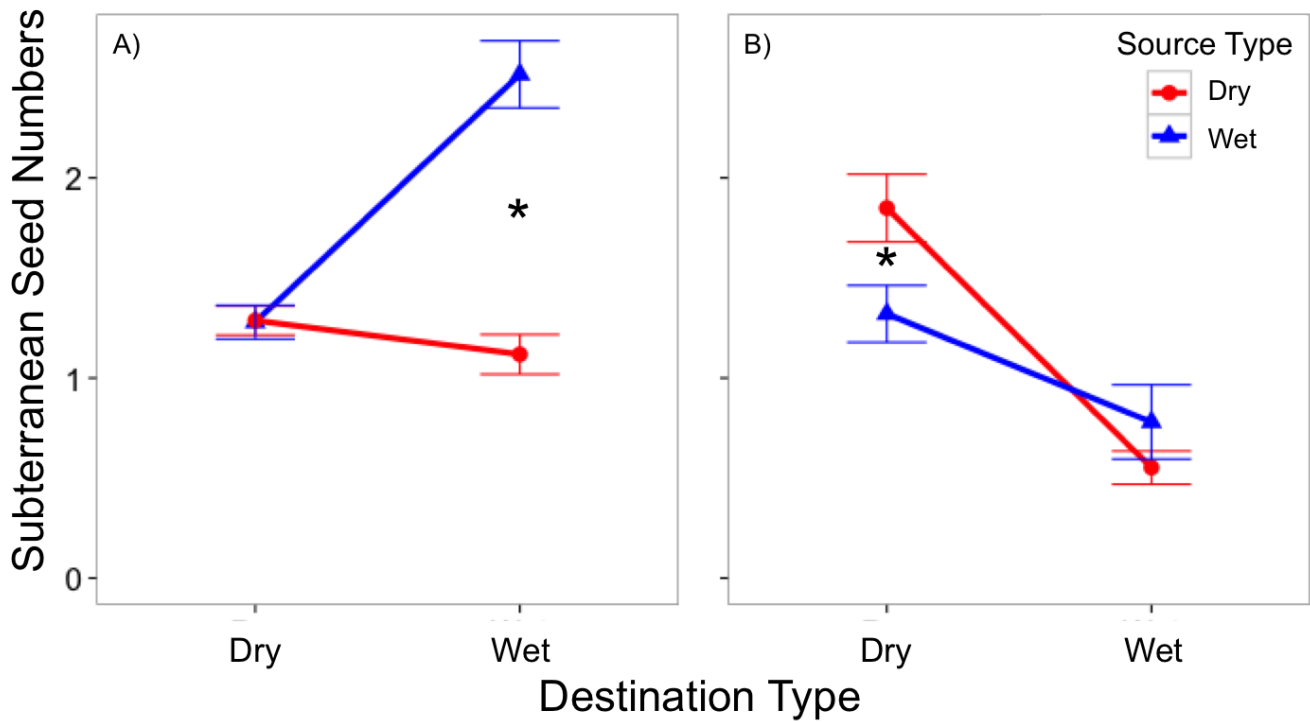 Subterranean Seed Numbers
A)
2
1
0
Dry
Wet
B)
*
*
Source Type
Dry
Wet
Dry
Wet
Destination Type